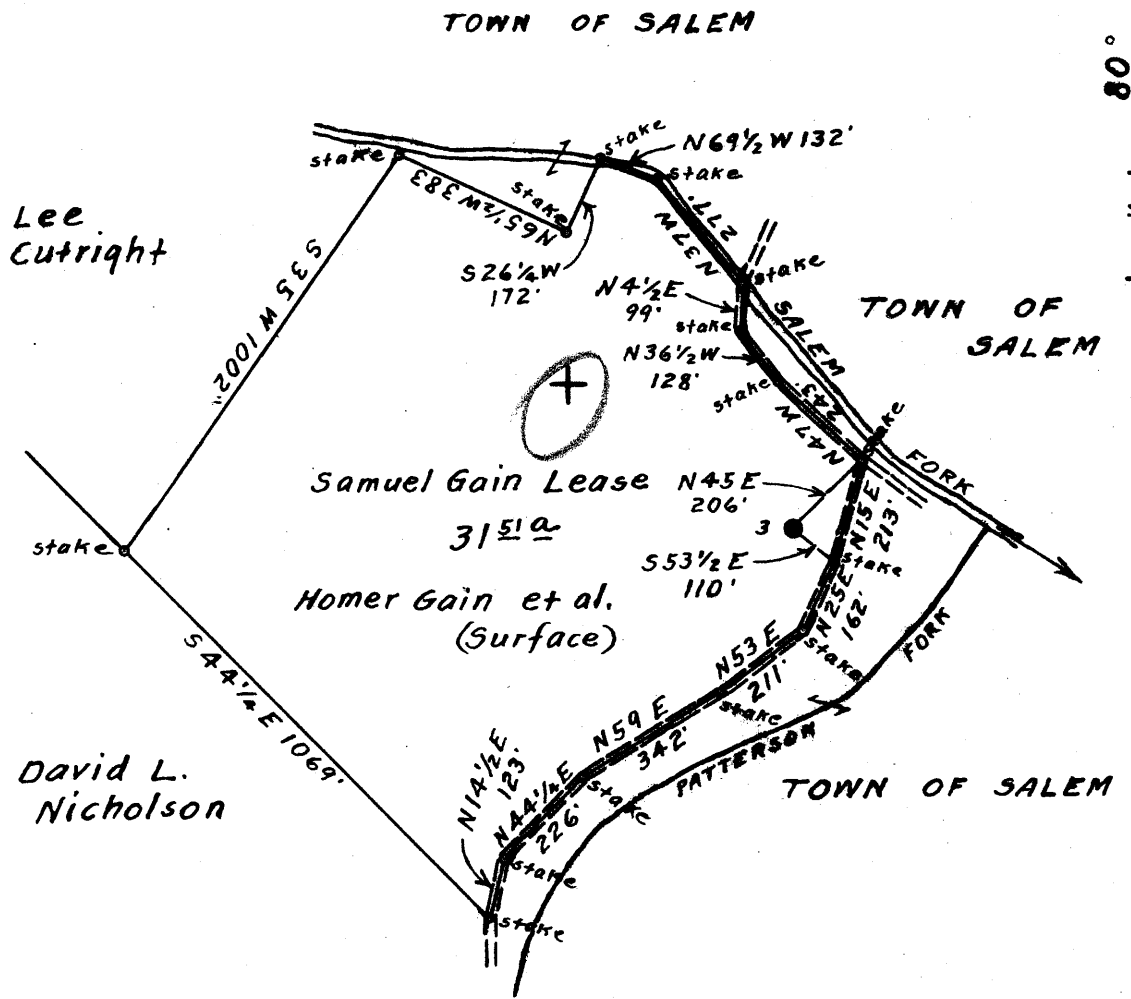 TOWN OF SALEM
80°
stake
N69½W 132'
stake
stake
stake
N65½W 383
S26¼W
172'
N37W
277'
stake
Lee
Cutright
S35W 1002'
N4½E
99'
stake
N36½W
128'
stake
SALEM
FORK
N47W
243'
stake
TOWN OF
SALEM
Samuel Gain Lease
31 51 a
Homer Gain et al.
(Surface)
N45E
206'
3
S53½E
110'
N15E
213'
stake
N25E
162'
stake
stake
S44¼E 1069'
N53E
211'
stake
N59E
342'
stake
PATTERSON
FORK
David L.
Nicholson
N14½E
123'
N44¼E
226'
stake
stake
TOWN OF SALEM